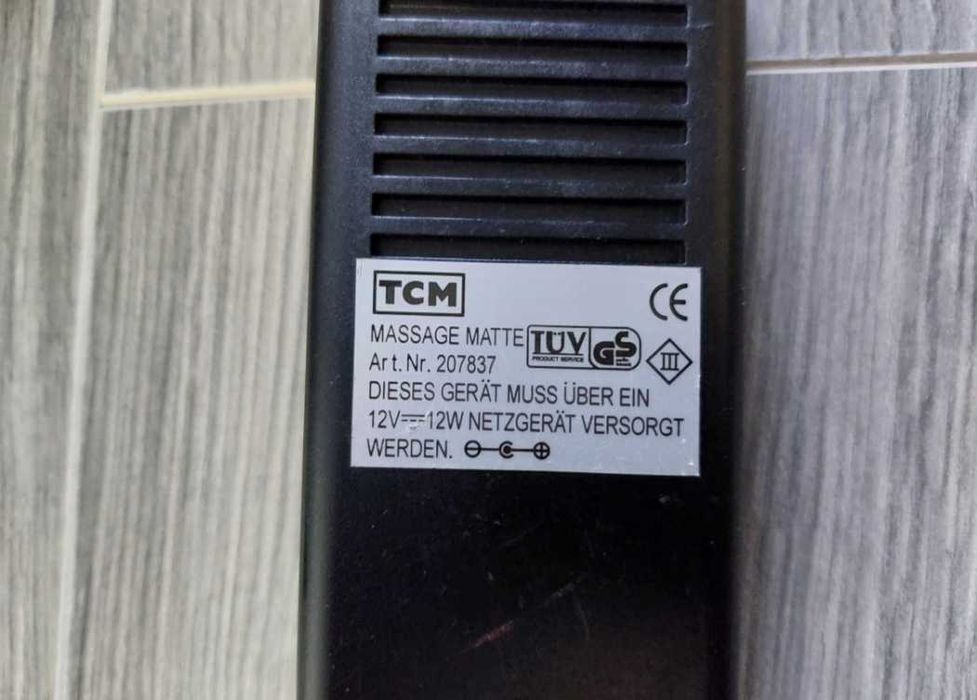 TCM
CE
MASSAGE MATTE
TÜV
PRODUCT SERVICE
GS
Art.Nr. 207837
III
DIESES GERÄT MUSS ÜBER EIN
12V⎓12W NETZGERÄT VERSORGT
WERDEN.